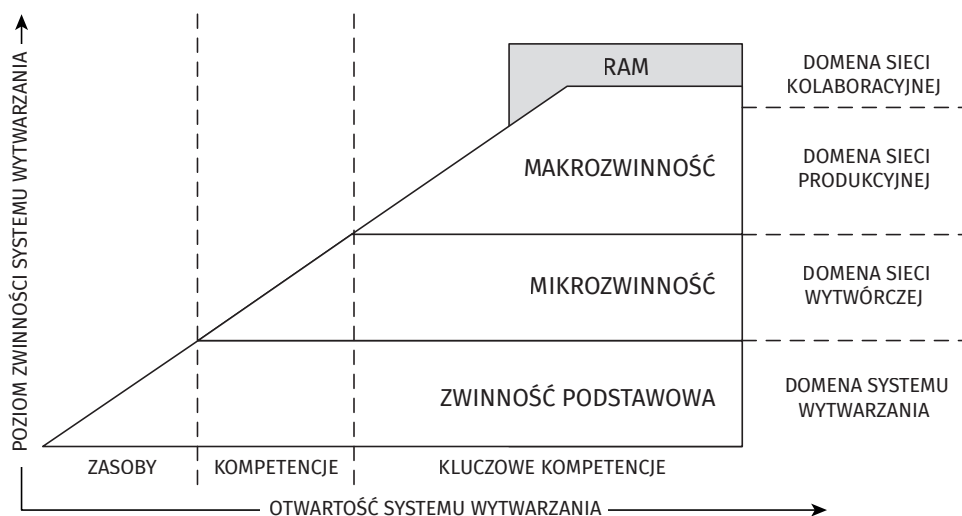 POZIOM ZWINNOŚCI SYSTEMU WYTWARZANIA
RAM
DOMENA SIECI
KOLABORACYJNEJ
MAKROZWINNOŚĆ
DOMENA SIECI
PRODUKCYJNEJ
MIKROZWINNOŚĆ
DOMENA SIECI
WYTWÓRCZEJ
ZWINNOŚĆ PODSTAWOWA
DOMENA SYSTEMU
WYTWARZANIA
ZASOBY
KOMPETENCJE
KLUCZOWE KOMPETENCJE
OTWARTOŚĆ SYSTEMU WYTWARZANIA